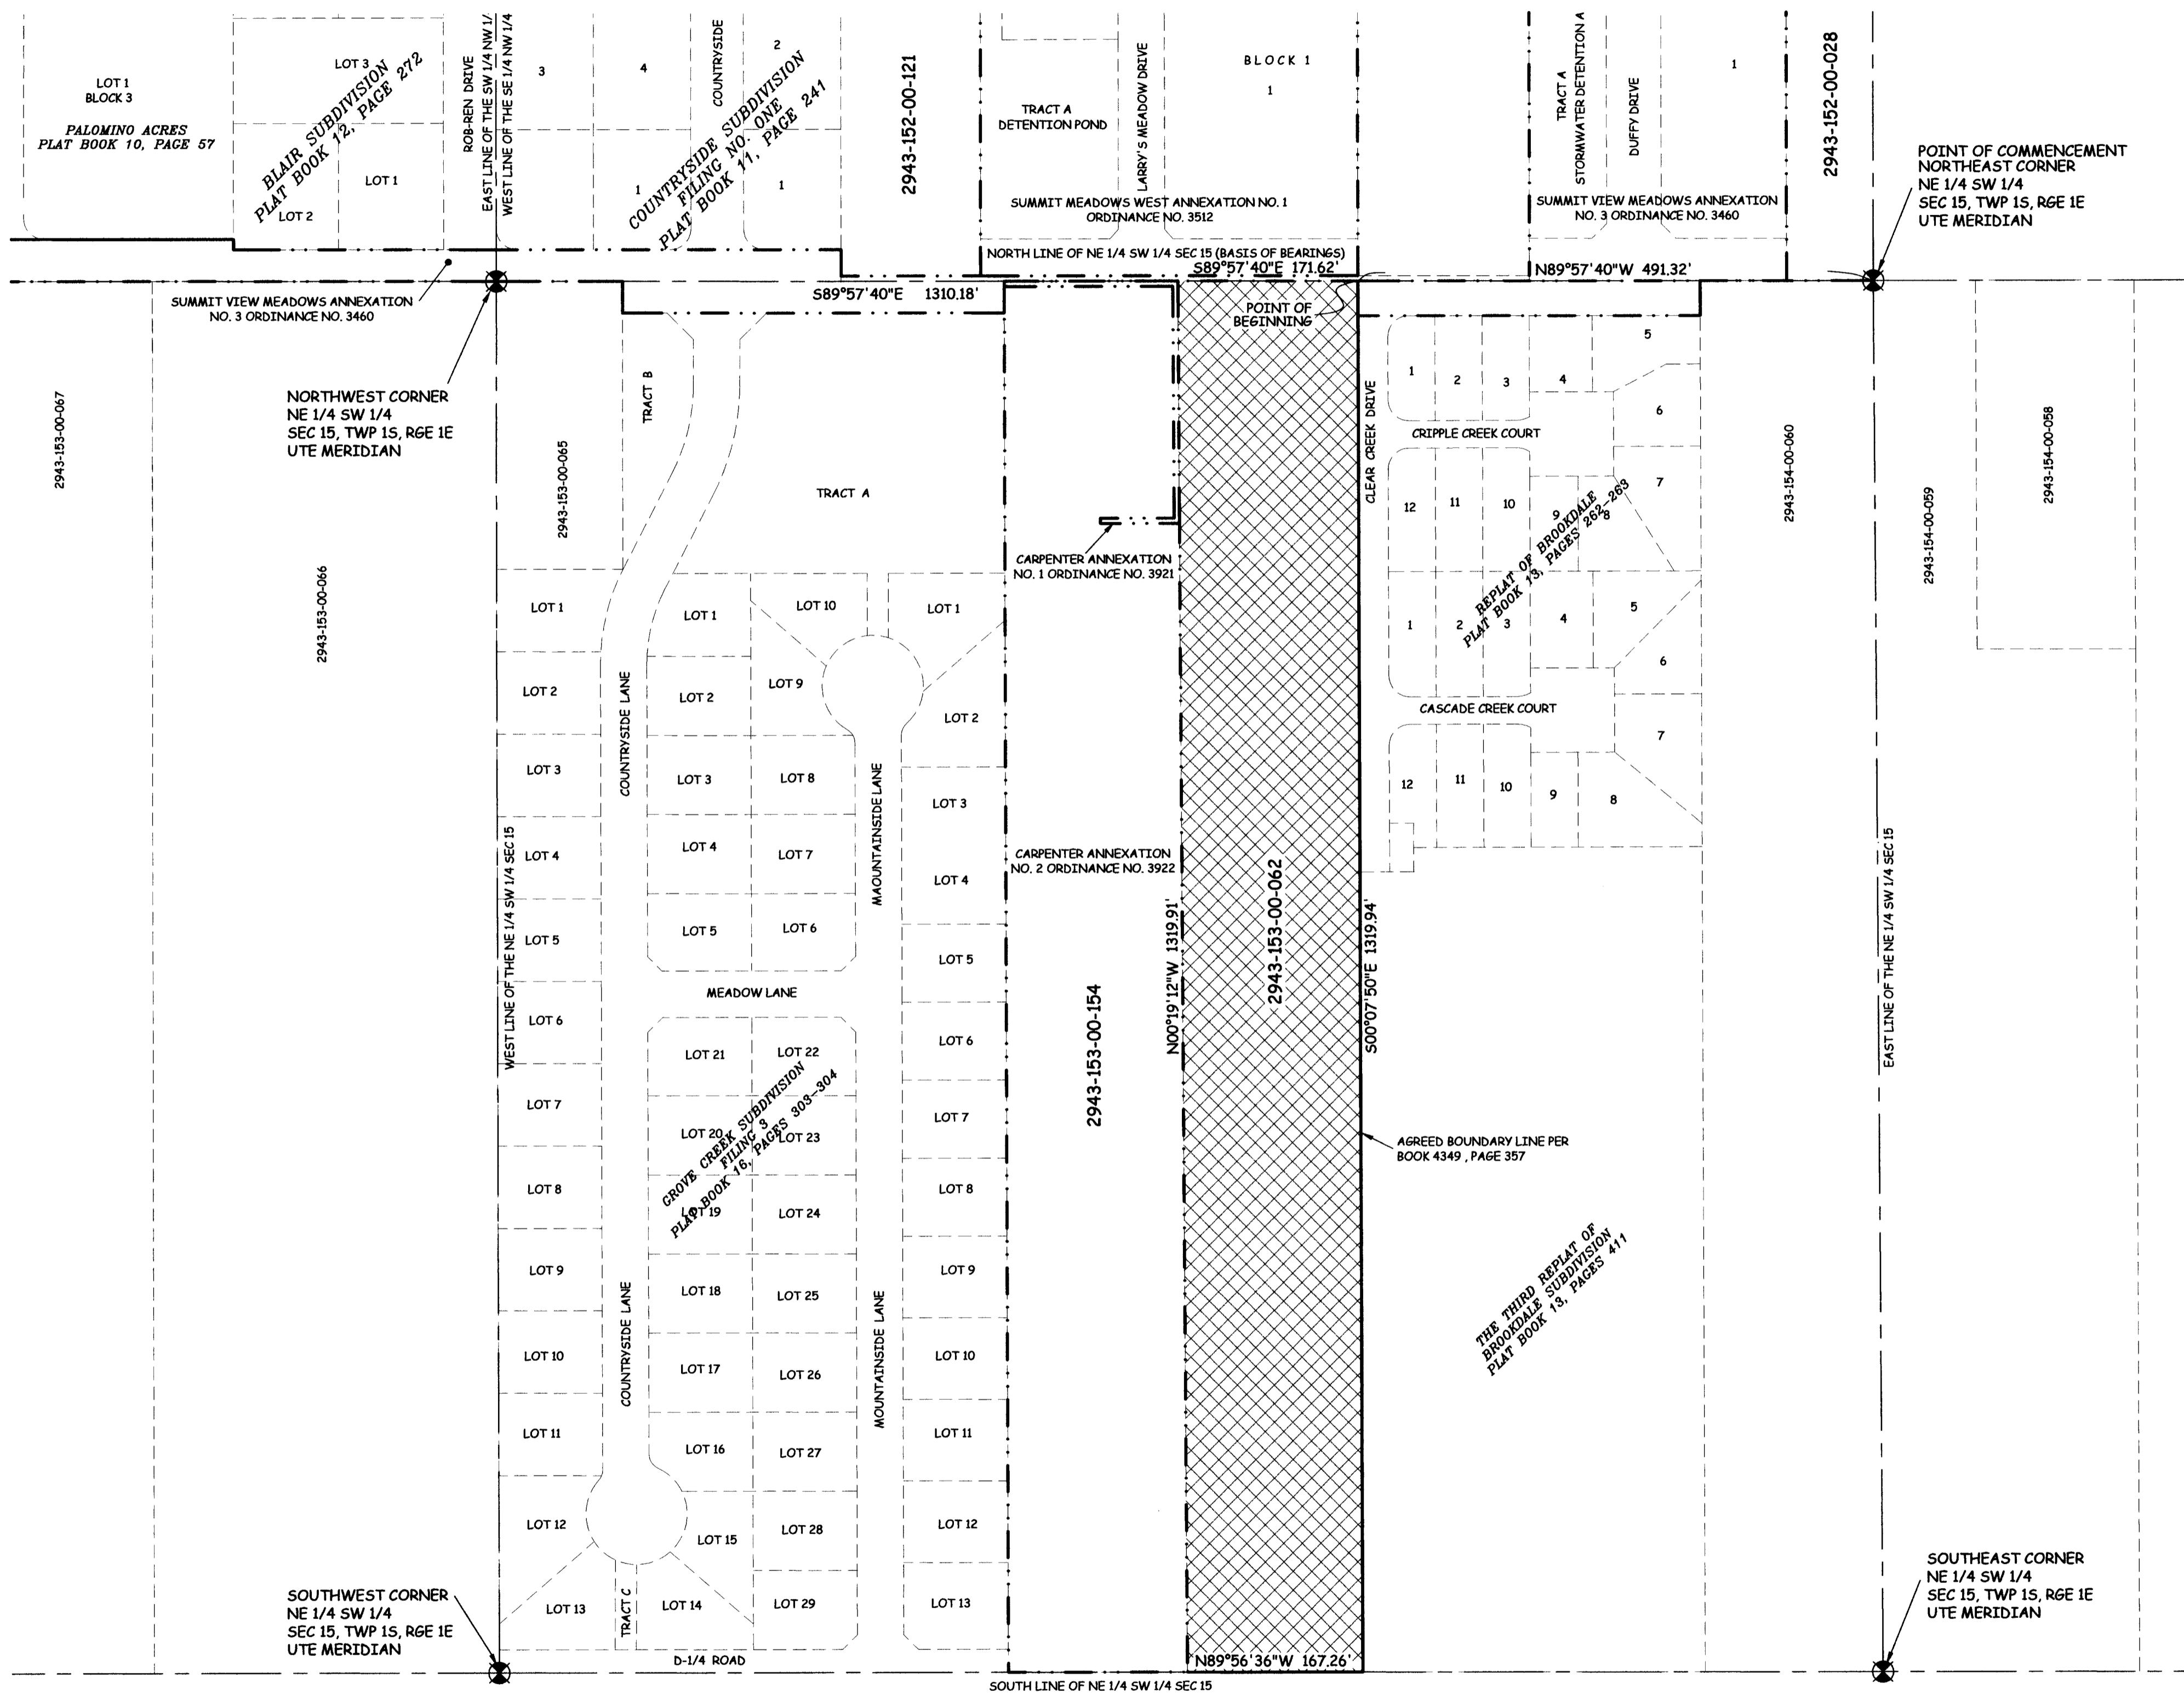 LOT 1
BLOCK 3
PALOMINO ACRES
PLAT BOOK 10, PAGE 57
LOT 3
BLAIR SUBDIVISION
PLAT BOOK 12, PAGE 272
LOT 1
LOT 2
ROB-REN DRIVE
EAST LINE OF THE SW 1/4 NW 1/
WEST LINE OF THE SE 1/4 NW 1/4
3
4
COUNTRYSIDE
2
COUNTRYSIDE SUBDIVISION
FILING NO. ONE
PLAT BOOK 11, PAGE 241
1
1
2943-152-00-121
TRACT A
DETENTION POND
LARRY'S MEADOW DRIVE
BLOCK 1
1
SUMMIT MEADOWS WEST ANNEXATION NO. 1
ORDINANCE NO. 3512
TRACT A
STORMWATER DETENTION A
DUFFY DRIVE
1
SUMMIT VIEW MEADOWS ANNEXATION
NO. 3 ORDINANCE NO. 3460
2943-152-00-028
POINT OF COMMENCEMENT
NORTHEAST CORNER
NE 1/4 SW 1/4
SEC 15, TWP 1S, RGE 1E
UTE MERIDIAN
NORTH LINE OF NE 1/4 SW 1/4 SEC 15 (BASIS OF BEARINGS)
S89°57'40"E 171.62'
N89°57'40"W 491.32'
SUMMIT VIEW MEADOWS ANNEXATION
NO. 3 ORDINANCE NO. 3460
S89°57'40"E 1310.18'
POINT OF
BEGINNING
NORTHWEST CORNER
NE 1/4 SW 1/4
SEC 15, TWP 1S, RGE 1E
UTE MERIDIAN
2943-153-00-067
2943-153-00-066
2943-153-00-065
TRACT B
TRACT A
CARPENTER ANNEXATION
NO. 1 ORDINANCE NO. 3921
CLEAR CREEK DRIVE
1
2
3
4
5
6
CRIPPLE CREEK COURT
7
12
11
10
9
8
REPLAT OF BROOKDALE
PLAT BOOK 13, PAGES 262-263
1
2
3
4
5
6
CASCADE CREEK COURT
7
12
11
10
9
8
2943-154-00-060
2943-154-00-059
2943-154-00-058
LOT 1
LOT 2
LOT 3
LOT 4
LOT 5
LOT 6
LOT 7
LOT 8
LOT 9
LOT 10
LOT 11
LOT 12
LOT 13
WEST LINE OF THE NE 1/4 SW 1/4 SEC 15
COUNTRYSIDE LANE
COUNTRYSIDE LANE
LOT 1
LOT 10
LOT 2
LOT 9
LOT 3
LOT 8
LOT 4
LOT 7
LOT 5
LOT 6
MEADOW LANE
LOT 21
LOT 22
LOT 20
LOT 23
GROVE CREEK SUBDIVISION
FILING 3
PLAT BOOK 16, PAGES 303-304
LOT 19
LOT 24
LOT 18
LOT 25
LOT 17
LOT 26
LOT 16
LOT 27
LOT 15
LOT 28
LOT 14
LOT 29
TRACT C
MAOUNTAINSIDE LANE
MOUNTAINSIDE LANE
LOT 1
LOT 2
LOT 3
LOT 4
LOT 5
LOT 6
LOT 7
LOT 8
LOT 9
LOT 10
LOT 11
LOT 12
LOT 13
CARPENTER ANNEXATION
NO. 2 ORDINANCE NO. 3922
2943-153-00-154
N00°19'12"W 1319.91'
2943-153-00-062
S00°07'50"E 1319.94'
AGREED BOUNDARY LINE PER
BOOK 4349 , PAGE 357
THE THIRD REPLAT OF
BROOKDALE SUBDIVISION
PLAT BOOK 13, PAGES 411
EAST LINE OF THE NE 1/4 SW 1/4 SEC 15
SOUTHWEST CORNER
NE 1/4 SW 1/4
SEC 15, TWP 1S, RGE 1E
UTE MERIDIAN
D-1/4 ROAD
N89°56'36"W 167.26'
SOUTH LINE OF NE 1/4 SW 1/4 SEC 15
SOUTHEAST CORNER
NE 1/4 SW 1/4
SEC 15, TWP 1S, RGE 1E
UTE MERIDIAN